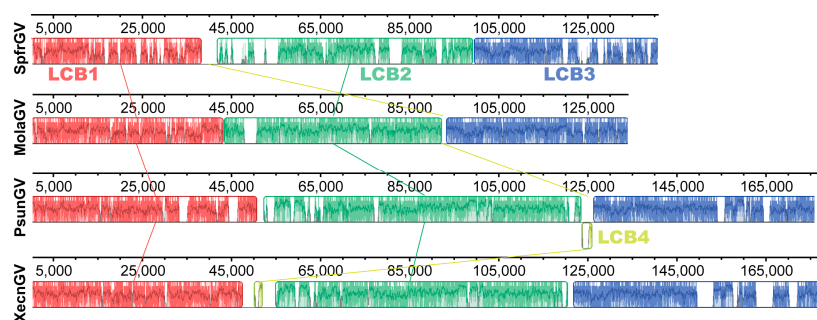 5,000 25,000 45,000 65,000 85,000 105,000 125,000
SpfrGV
LCB1 LCB2 LCB3
5,000 25,000 45,000 65,000 85,000 105,000 125,000
MolaGV
5,000 25,000 45,000 65,000 85,000 105,000 125,000 145,000 165,000
PsunGV
LCB4
5,000 25,000 45,000 65,000 85,000 105,000 125,000 145,000 165,000
XecnGV